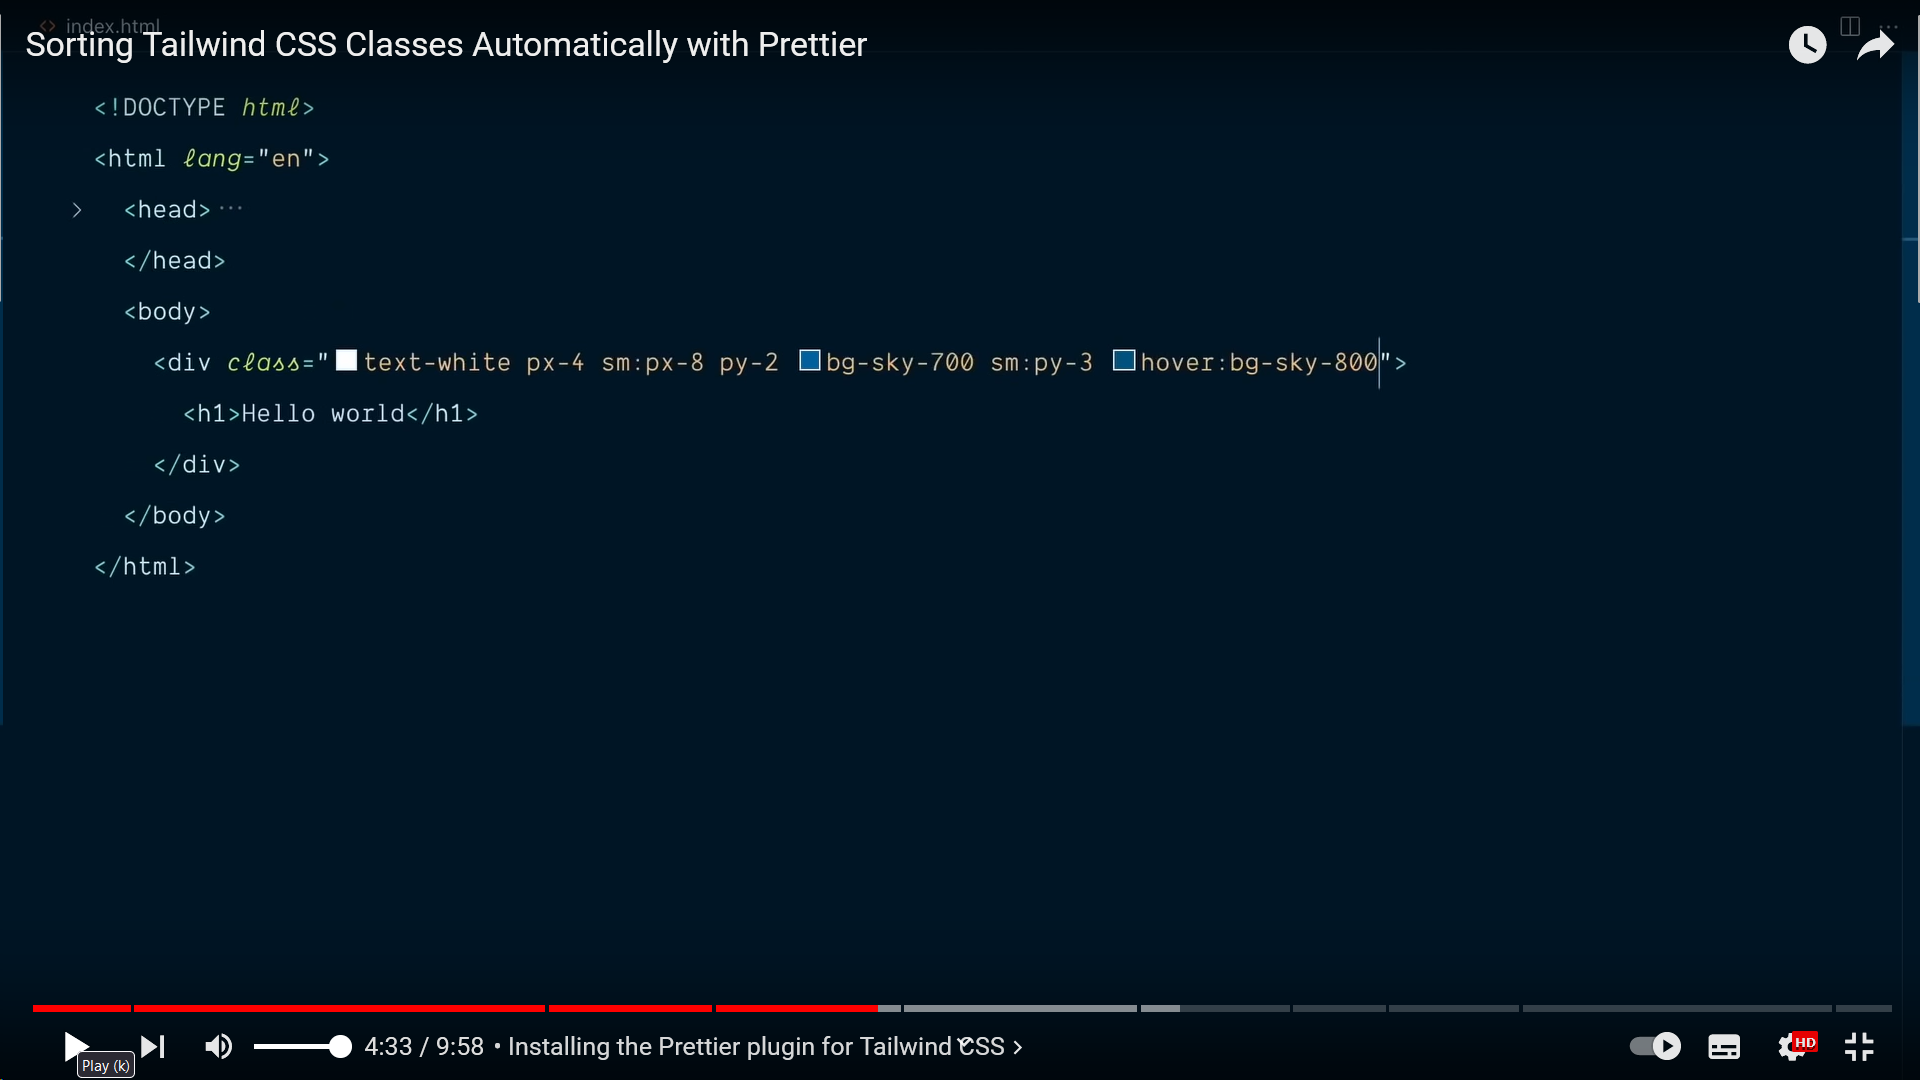 index.html
Sorting Tailwind CSS Classes Automatically with Prettier
<!DOCTYPE html>
<html lang="en">
<head>···
</head>
<body>
<div class="text-white px-4 sm:px-8 py-2 bg-sky-700 sm:py-3 hover:bg-sky-800">
<h1>Hello world</h1>
</div>
</body>
</html>
4:33 / 9:58 • Installing the Prettier plugin for Tailwind CSS
HD
Play (k)